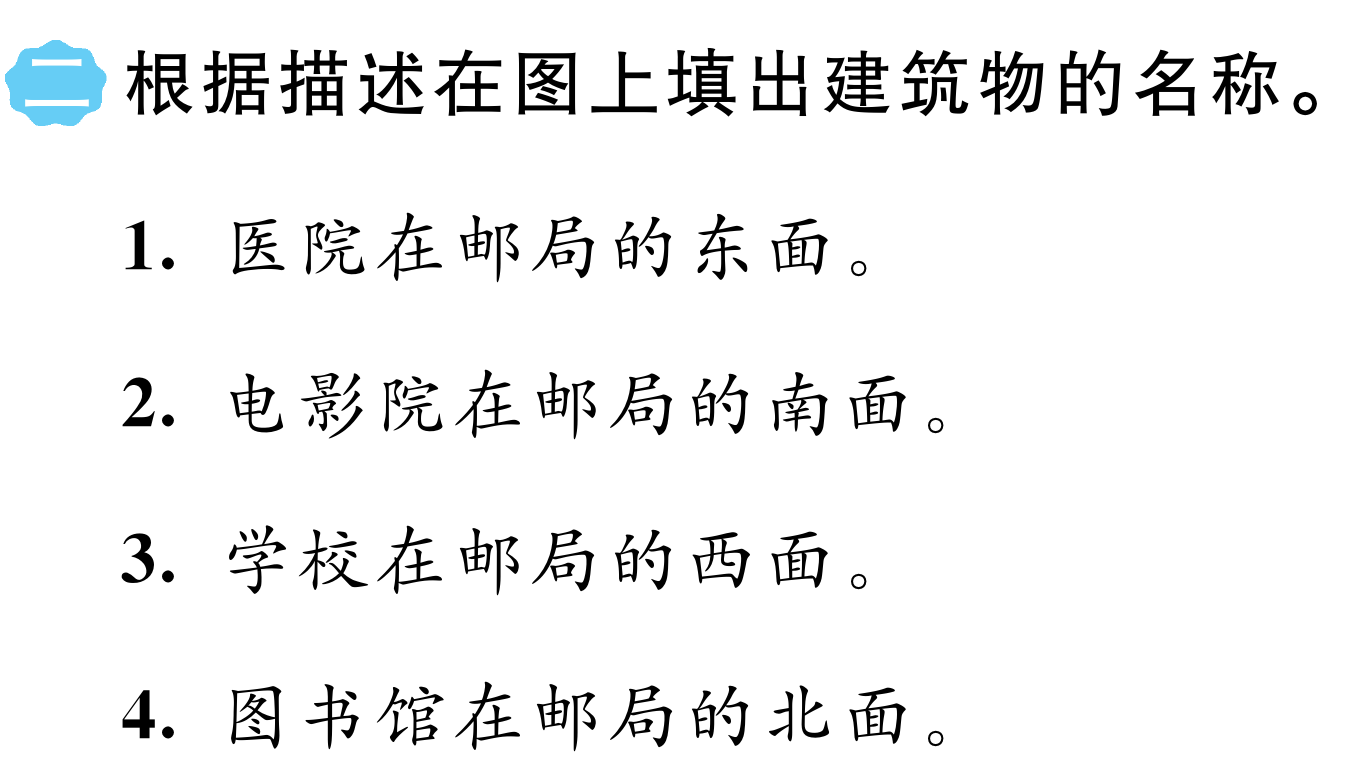 二 根据描述在图上填出建筑物的名称。
1. 医院在邮局的东面。
2. 电影院在邮局的南面。
3. 学校在邮局的西面。
4. 图书馆在邮局的北面。